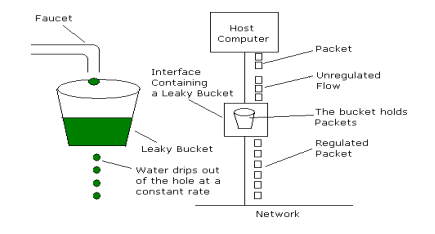 Faucet
Leaky Bucket
Water drips out
of the hole at a
constant rate
Host
Computer
Packet
Interface
Containing
a Leaky Bucket
Unregulated
Flow
The bucket holds
Packets
Regulated
Packet
Network